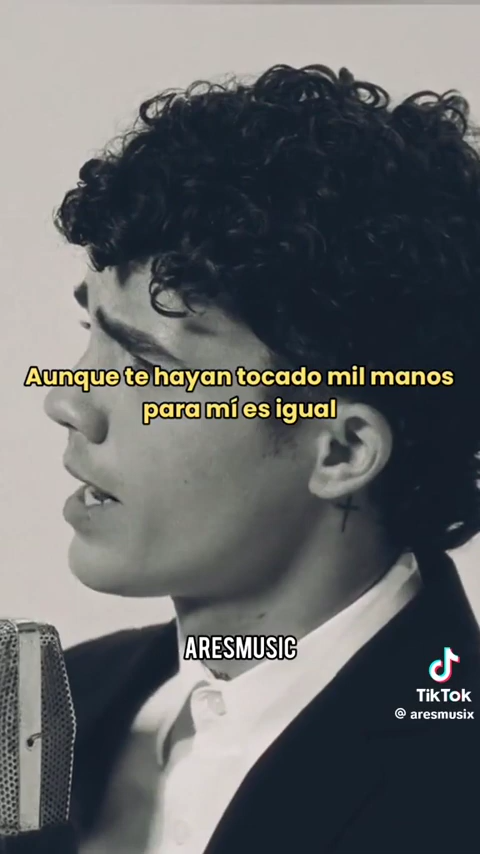 Aunque te hayan tocado mil manos
para mí es igual
ARESMUSIC
TikTok
@ aresmusix